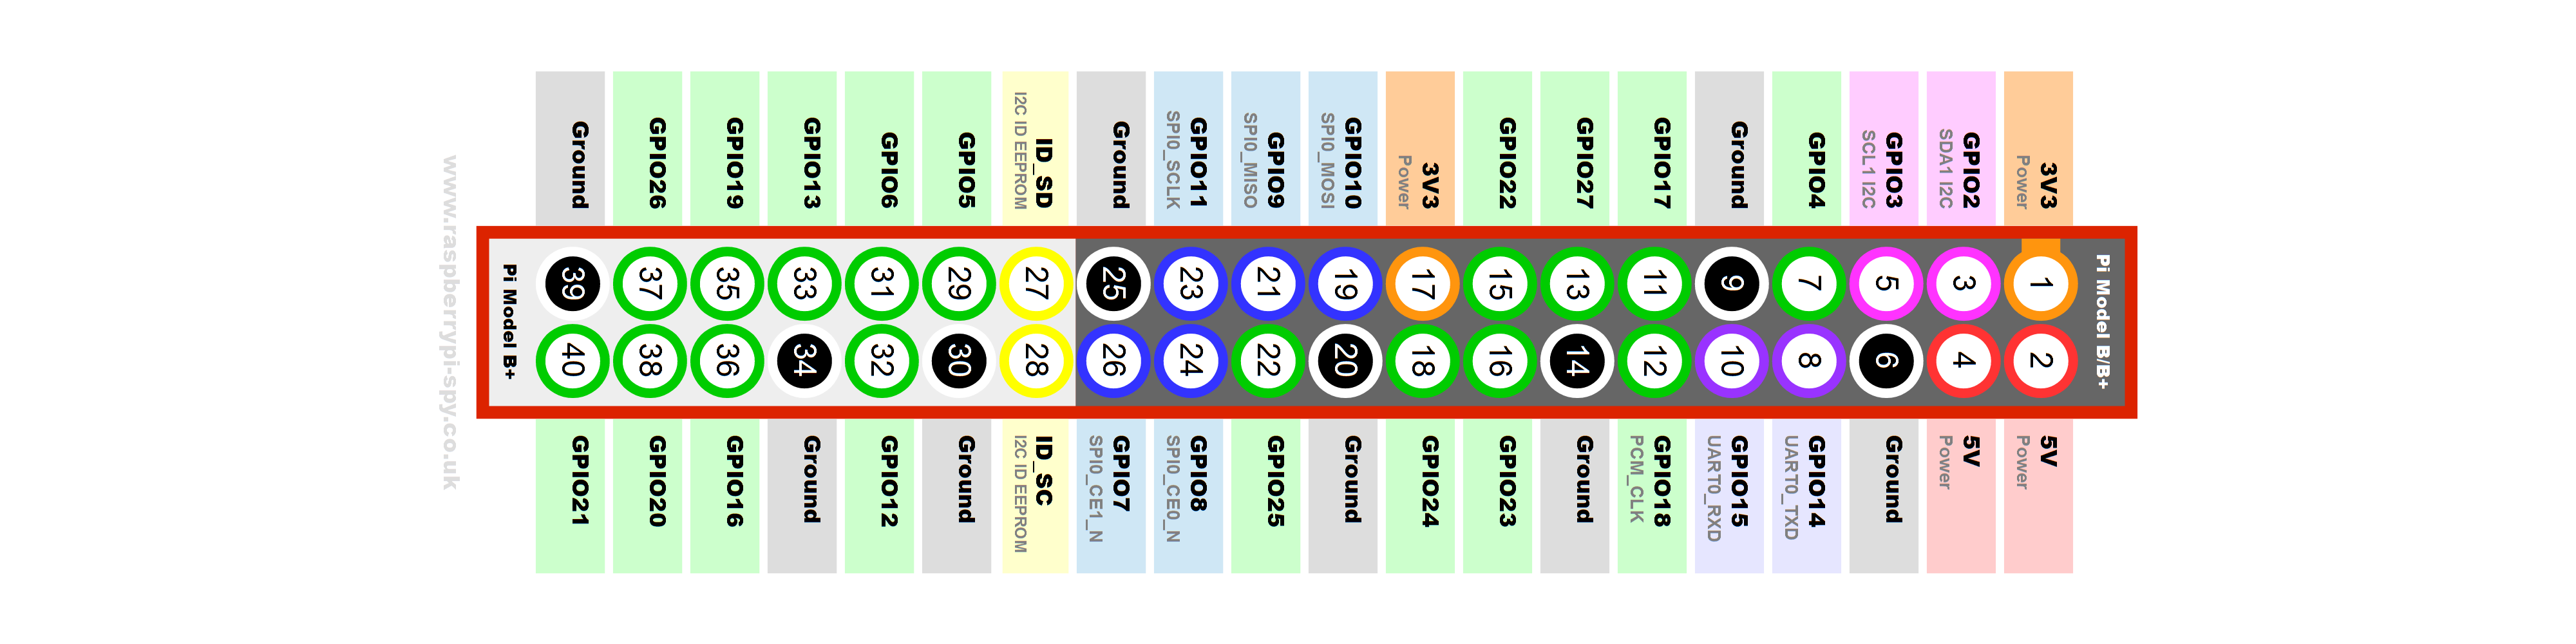 Pi Model B/B+
3V3
Power
1
2
5V
Power
GPIO2
SDA1 I2C
3
4
5V
Power
GPIO3
SCL1 I2C
5
6
Ground
GPIO4
7
8
GPIO14
UART0_TXD
Ground
9
10
GPIO15
UART0_RXD
GPIO17
11
12
GPIO18
PCM_CLK
GPIO27
13
14
Ground
GPIO22
15
16
GPIO23
3V3
Power
17
18
GPIO24
GPIO10
SPI0_MOSI
19
20
Ground
GPIO9
SPI0_MISO
21
22
GPIO25
GPIO11
SPI0_SCLK
23
24
GPIO8
SPI0_CE0_N
Ground
25
26
GPIO7
SPI0_CE1_N
ID_SD
I2C ID EEPROM
27
28
ID_SC
I2C ID EEPROM
GPIO5
29
30
Ground
GPIO6
31
32
GPIO12
GPIO13
33
34
Ground
GPIO19
35
36
GPIO16
GPIO26
37
38
GPIO20
Ground
39
40
GPIO21
Pi Model B+
www.raspberrypi-spy.co.uk